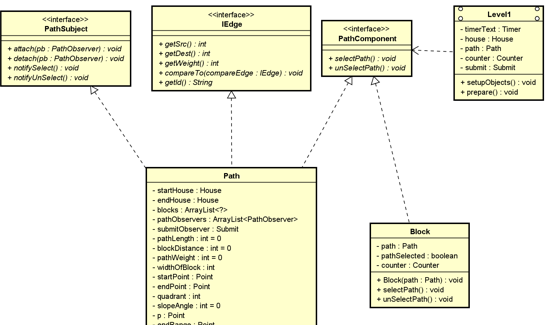 <<interface>>
PathSubject
+ attach(pb : PathObserver) : void
+ detach(pb : PathObserver) : void
+ notifySelect() : void
+ notifyUnSelect() : void
<<interface>>
IEdge
+ getSrc() : int
+ getDest() : int
+ getWeight() : int
+ compareTo(compareEdge : IEdge) : void
+ getId() : String
<<interface>>
PathComponent
+ selectPath() : void
+ unSelectPath() : void
Level1
- timerText : Timer
- house : House
- path : Path
- counter : Counter
- submit : Submit
+ setupObjects() : void
+ prepare() : void
Path
- startHouse : House
- endHouse : House
- blocks : ArrayList<?>
- pathObservers : ArrayList<PathObserver>
- submitObserver : Submit
- pathLength : int = 0
- blockDistance : int = 0
- pathWeight : int = 0
- widthOfBlock : int
- startPoint : Point
- endPoint : Point
- quadrant : int
- slopeAngle : int = 0
- p : Point
- endRange : Point
Block
- path : Path
- pathSelected : boolean
- counter : Counter
+ Block(path : Path) : void
+ selectPath() : void
+ unSelectPath() : void